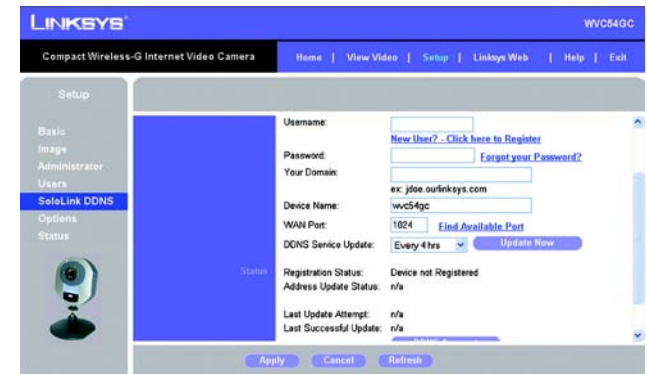 LINKSYS®
WVC54GC
Compact Wireless-G Internet Video Camera
Home | View Video | Setup | Linksys Web | Help | Exit
Setup
Basic
Image
Administrator
Users
SoloLink DDNS
Options
Status
Username:
New User? - Click here to Register
Password:
Forgot your Password?
Your Domain:
ex: jdoe.ourlinksys.com
Device Name: wvc54gc
WAN Port: 1024 Find Available Port
DDNS Service Update: Every 4 hrs Update Now
Status
Registration Status: Device not Registered
Address Update Status: n/a
Last Update Attempt: n/a
Last Successful Update: n/a
Apply Cancel Refresh